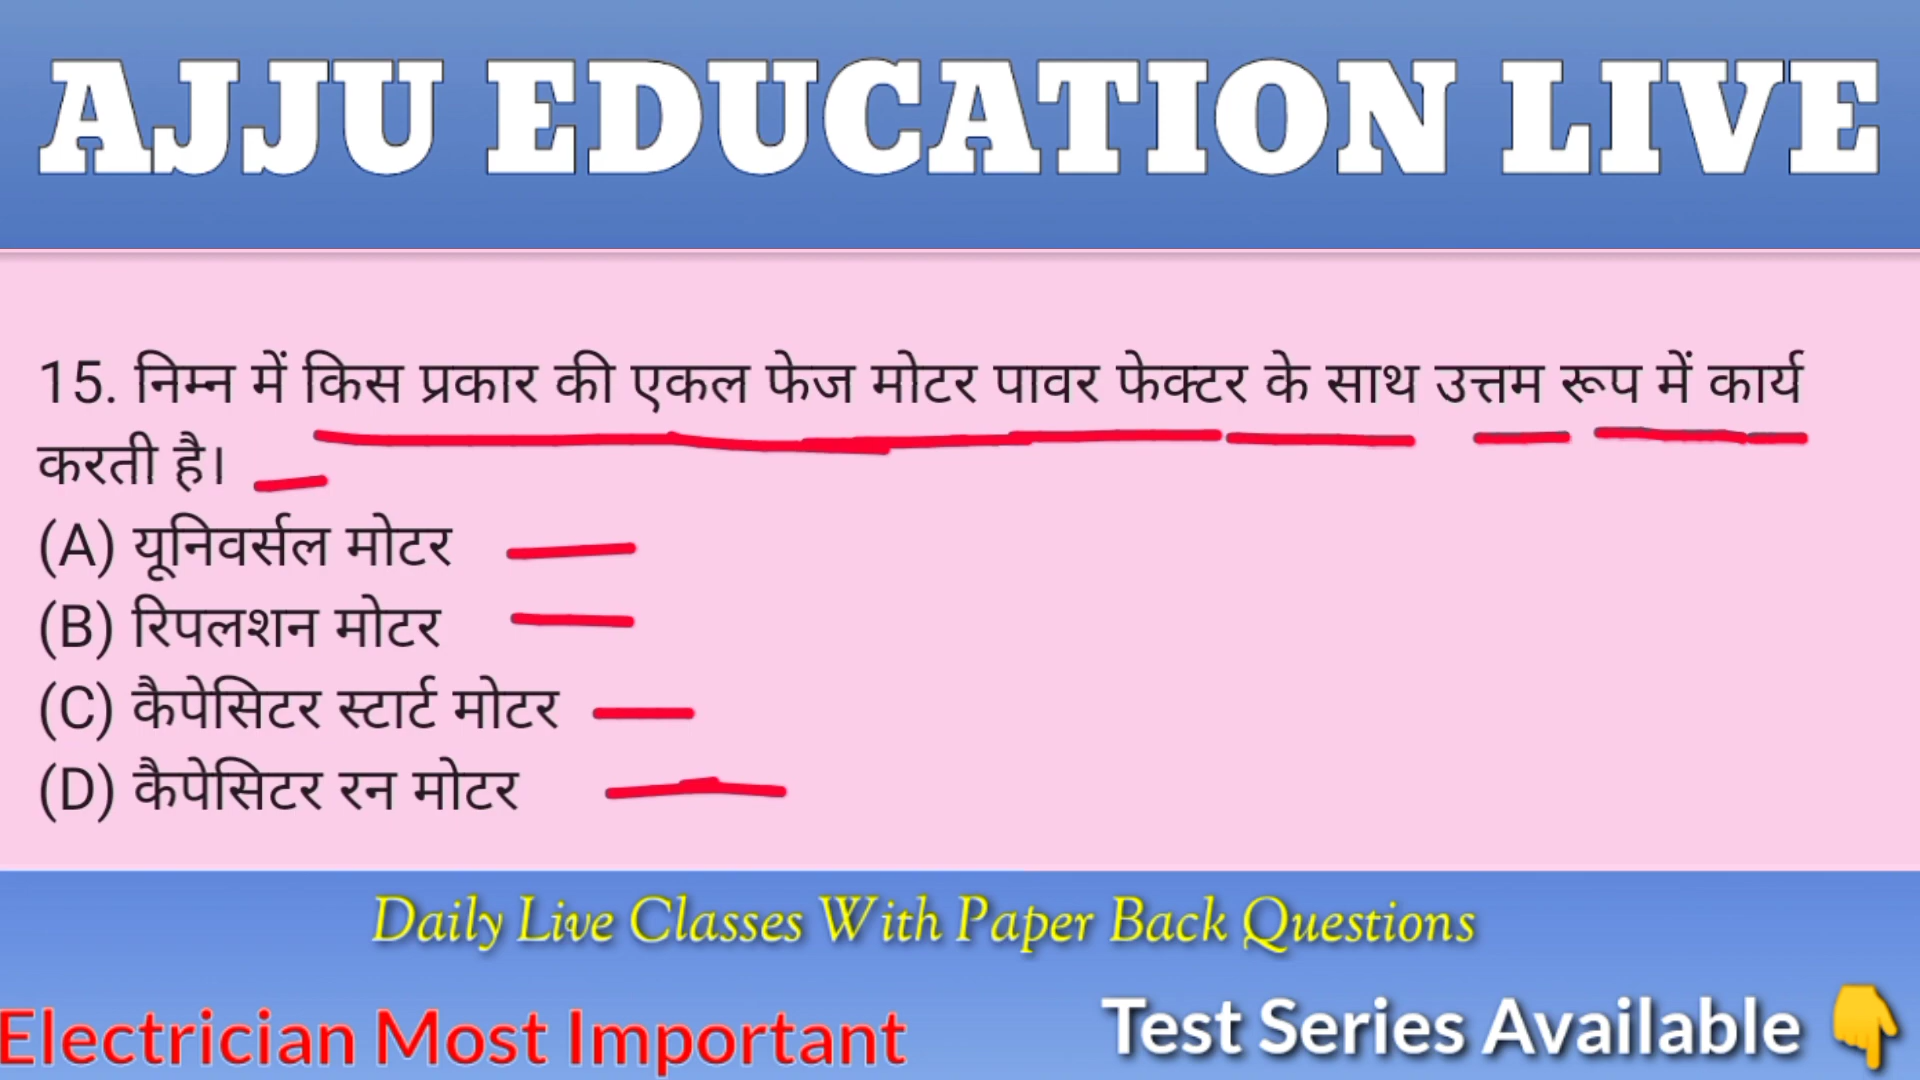 AJJU EDUCATION LIVE
15. निम्न में किस प्रकार की एकल फेज मोटर पावर फेक्टर के साथ उत्तम रूप में कार्य
करती है।
(A) यूनिवर्सल मोटर
(B) रिपलशन मोटर
(C) कैपेसिटर स्टार्ट मोटर
(D) कैपेसिटर रन मोटर
Daily Live Classes With Paper Back Questions
Electrician Most Important
Test Series Available 👇